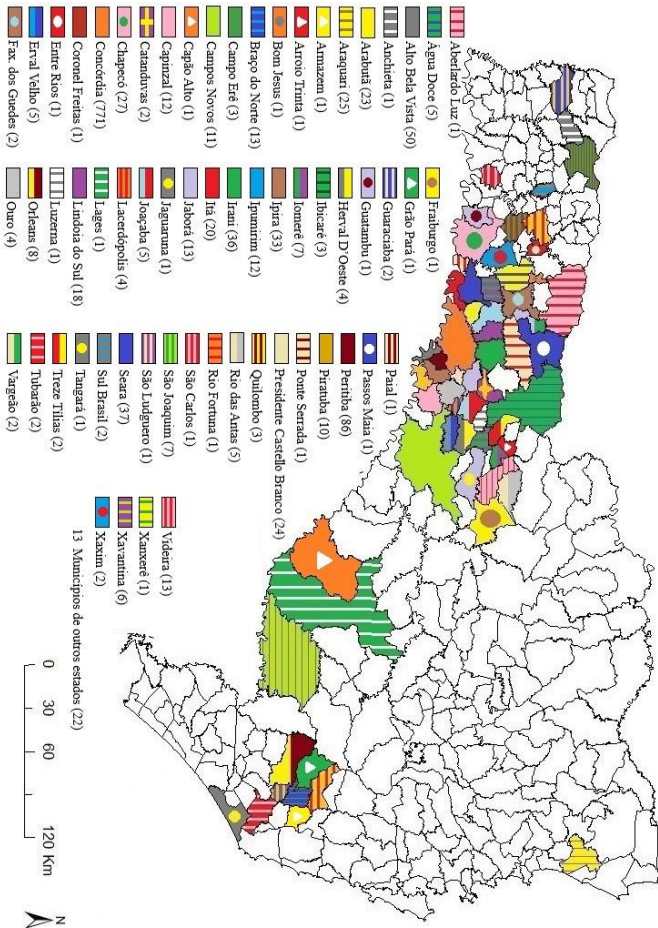 Abelardo Luz (1)
Água Doce (5)
Alto Bela Vista (50)
Anchieta (1)
Arabutã (23)
Araquari (25)
Armazem (1)
Arroio Trinta (1)
Bom Jesus (1)
Braço do Norte (13)
Campo Erê (3)
Campos Novos (11)
Capão Alto (1)
Capinzal (12)
Catanduvas (2)
Chapecó (27)
Concórdia (771)
Coronel Freitas (1)
Entre Rios (1)
Erval Velho (5)
Fax. dos Guedes (2)
Fraiburgo (1)
Grão Pará (1)
Guaraciaba (2)
Guatambu (1)
Herval D´Oeste (4)
Ibicaré (3)
Iomerê (7)
Ipira (33)
Ipumirim (12)
Irani (36)
Itá (20)
Jaborá (13)
Jaguaruna (1)
Joaçaba (5)
Lacerdópolis (4)
Lages (1)
Lindoia do Sul (18)
Luzerna (1)
Orleans (8)
Ouro (4)
Paial (1)
Passos Maia (1)
Peritiba (86)
Piratuba (10)
Presidente Castello Branco (24)
Ponte Serrada (1)
Quilombo (3)
Rio das Antas (5)
Rio Fortuna (1)
São Carlos (1)
São Joaquim (7)
São Ludguero (1)
Seara (37)
Sul Brasil (2)
Tangará (1)
Treze Tílias (2)
Tubarão (2)
Vargeão (2)
Videira (13)
Xanxerê (1)
Xavantina (6)
Xaxim (2)
13 Municípios de outros estados (22)
0 30 60 120 Km
N